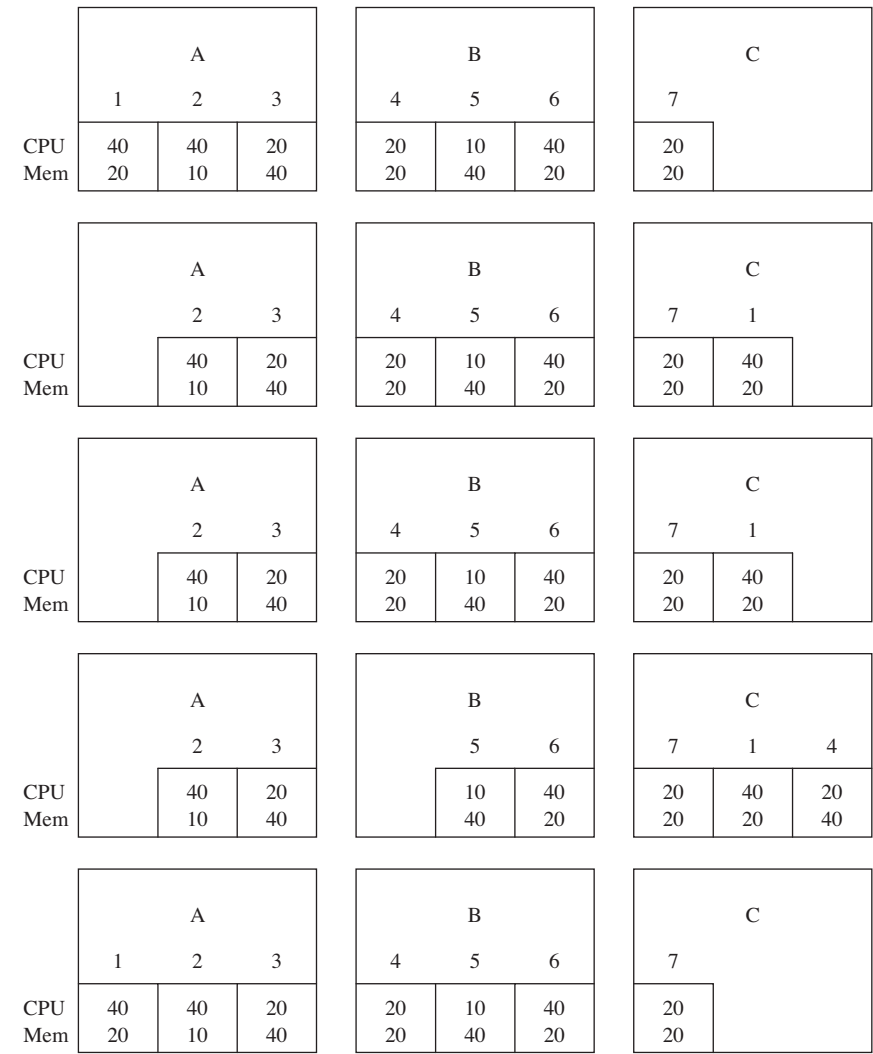 A B C
1 2 3 4 5 6 7
CPU 40 40 20 20 10 40 20
Mem 20 10 40 20 40 20 20
A B C
2 3 4 5 6 7 1
CPU 40 20 20 10 40 20 40
Mem 10 40 20 40 20 20 20
A B C
2 3 4 5 6 7 1
CPU 40 20 20 10 40 20 40
Mem 10 40 20 40 20 20 20
A B C
2 3 5 6 7 1 4
CPU 40 20 10 40 20 40 20
Mem 10 40 40 20 20 20 40
A B C
1 2 3 4 5 6 7
CPU 40 40 20 20 10 40 20
Mem 20 10 40 20 40 20 20